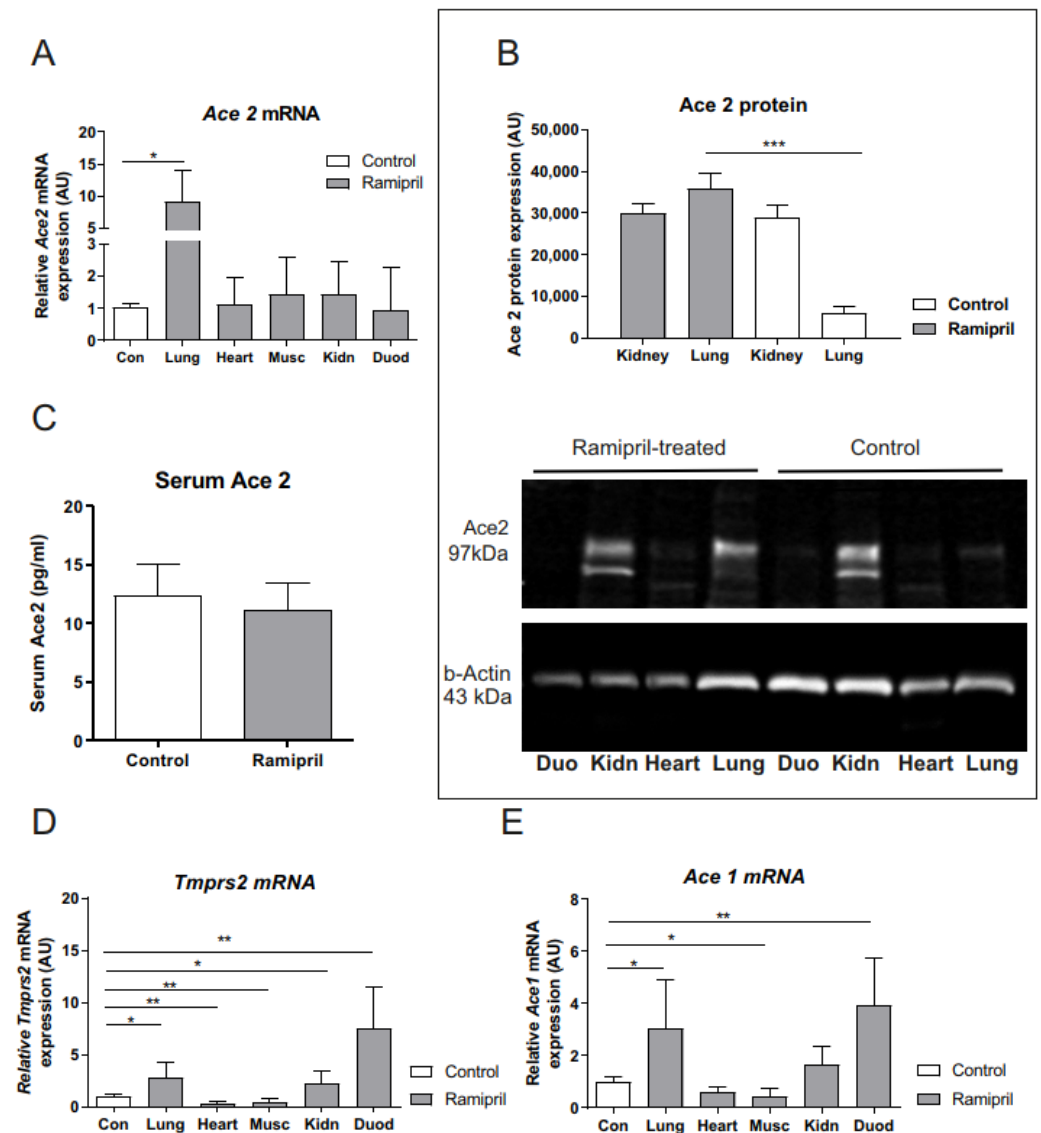 A
Ace 2 mRNA
Relative Ace2 mRNA
expression (AU)
20
15
10
5
3
2
1
0
*
Control
Ramipril
Con Lung Heart Musc Kidn Duod
B
Ace 2 protein
Ace 2 protein expression (AU)
50,000
40,000
30,000
20,000
10,000
0
***
Control
Ramipril
Kidney Lung Kidney Lung
Ramipril-treated Control
Ace2
97kDa
b-Actin
43 kDa
Duo Kidn Heart Lung Duo Kidn Heart Lung
C
Serum Ace 2
Serum Ace2 (pg/ml)
20
15
10
5
0
Control Ramipril
D
Tmprs2 mRNA
Relative Tmprs2 mRNA
expression (AU)
20
15
10
5
0
**
*
**
**
*
Control
Ramipril
Con Lung Heart Musc Kidn Duod
E
Ace 1 mRNA
Relative Ace1 mRNA
expression (AU)
8
6
4
2
0
**
*
*
Control
Ramipril
Con Lung Heart Musc Kidn Duod